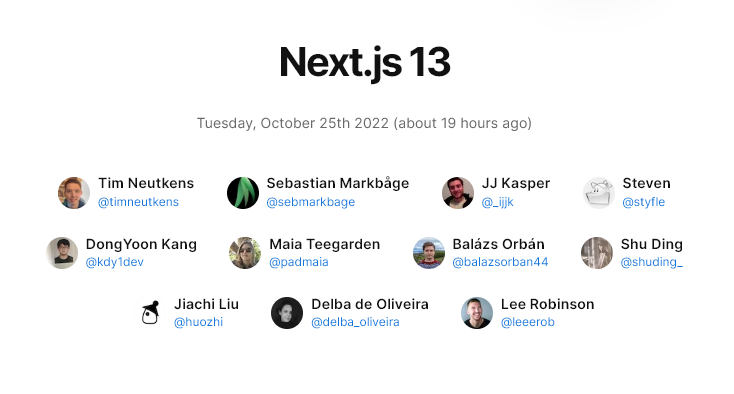 Next.js 13
Tuesday, October 25th 2022 (about 19 hours ago)
Tim Neutkens
@timneutkens
Sebastian Markbåge
@sebmarkbage
JJ Kasper
@_ijjk
Steven
@styfle
DongYoon Kang
@kdy1dev
Maia Teegarden
@padmaia
Balázs Orbán
@balazsorban44
Shu Ding
@shuding_
Jiachi Liu
@huozhi
Delba de Oliveira
@delba_oliveira
Lee Robinson
@leeerob